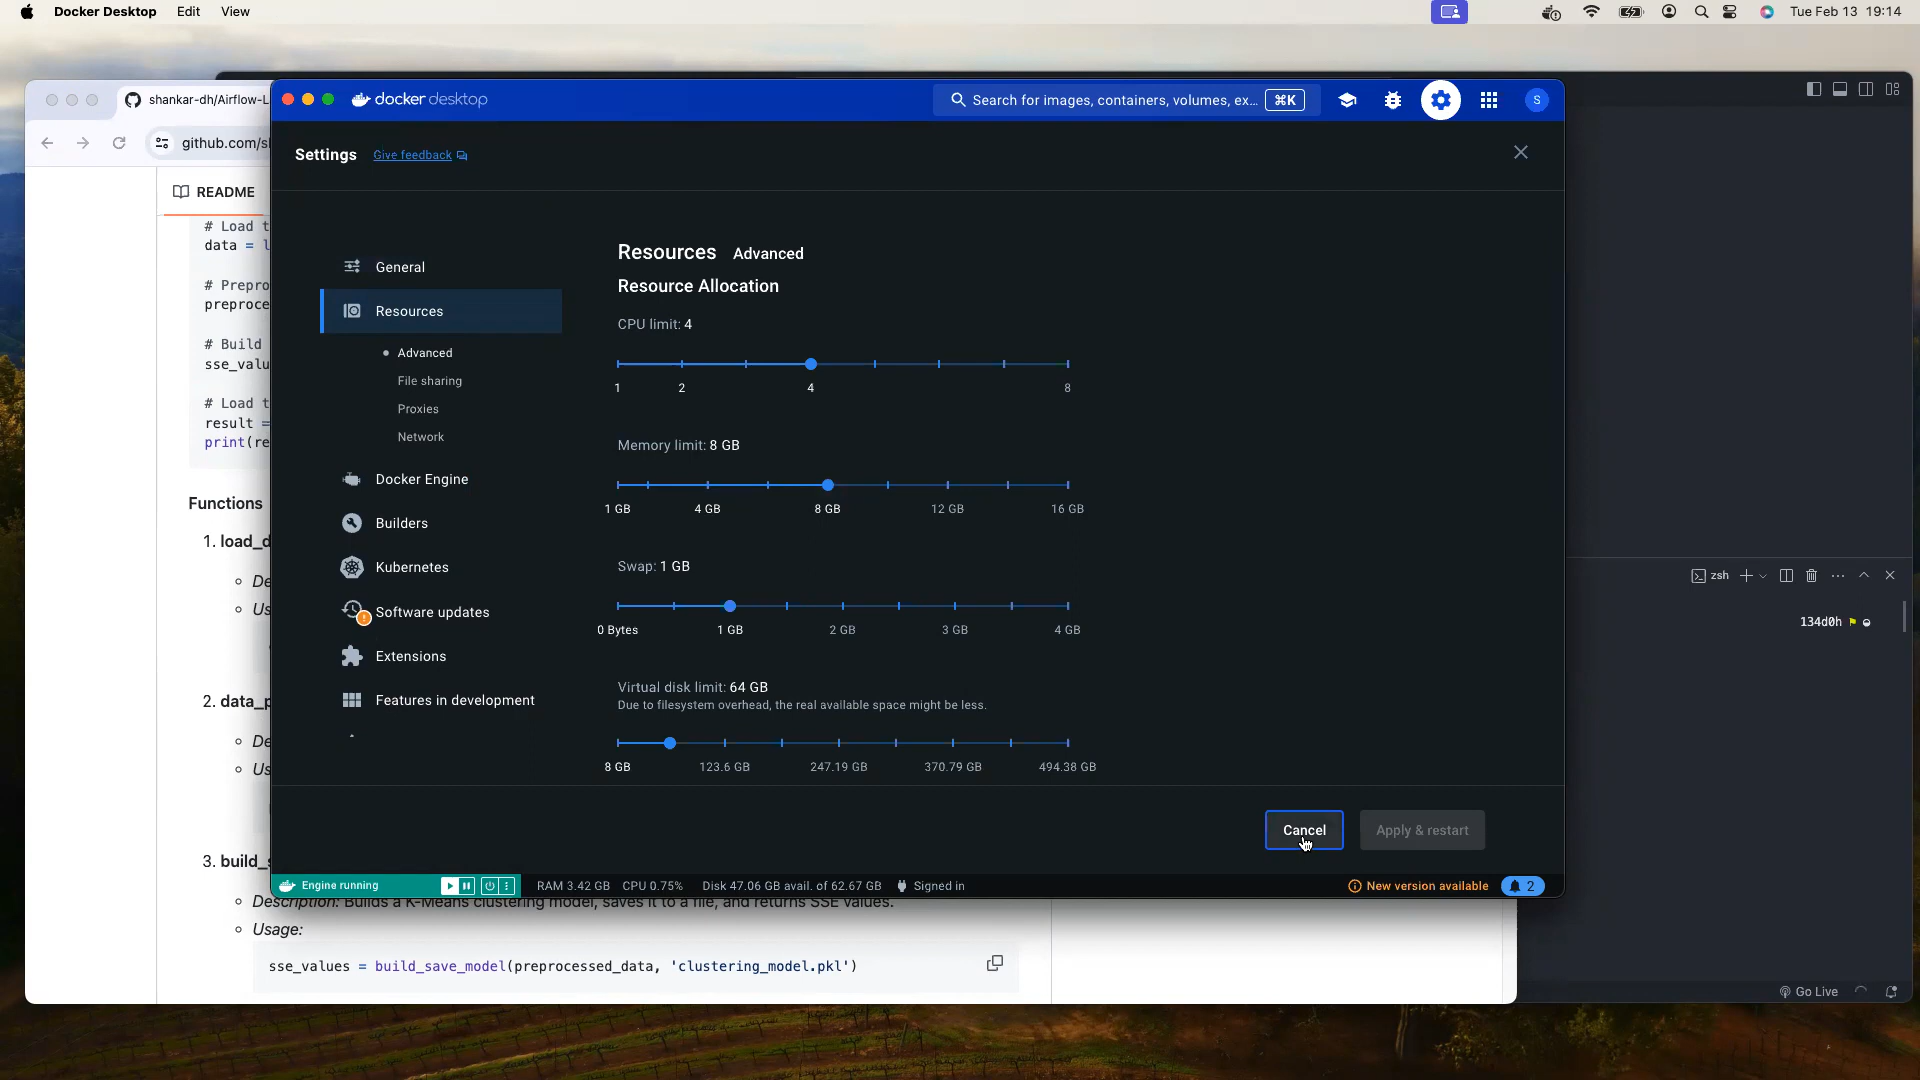 Docker Desktop Edit View
Tue Feb 13 19:14
shankar-dh/Airflow-L
docker desktop
Search for images, containers, volumes, ex... ⌘K
S
github.com/s
Settings Give feedback
README
# Load t
data = l
# Prepro
preproce
# Build
sse_valu
# Load t
result =
print(re
Functions
1. load_d
De
Us
2. data_p
De
Us
3. build_s
General
Resources
Advanced
File sharing
Proxies
Network
Docker Engine
Builders
Kubernetes
Software updates
Extensions
Features in development
Resources Advanced
Resource Allocation
CPU limit: 4
1 2 4 8
Memory limit: 8 GB
1 GB 4 GB 8 GB 12 GB 16 GB
Swap: 1 GB
0 Bytes 1 GB 2 GB 3 GB 4 GB
Virtual disk limit: 64 GB
Due to filesystem overhead, the real available space might be less.
8 GB 123.6 GB 247.19 GB 370.79 GB 494.38 GB
Cancel Apply & restart
zsh
134d0h
Engine running RAM 3.42 GB CPU 0.75% Disk 47.06 GB avail. of 62.67 GB Signed in New version available 2
Description: Builds a K-Means clustering model, saves it to a file, and returns SSE values.
Usage:
sse_values = build_save_model(preprocessed_data, 'clustering_model.pkl')
Go Live